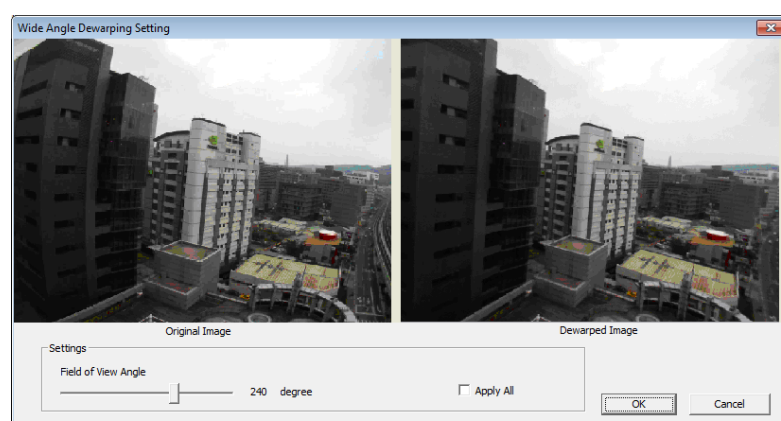 Wide Angle Dewarping Setting
Original Image
Dewarped Image
Settings
Field of View Angle
240 degree
Apply All
OK
Cancel